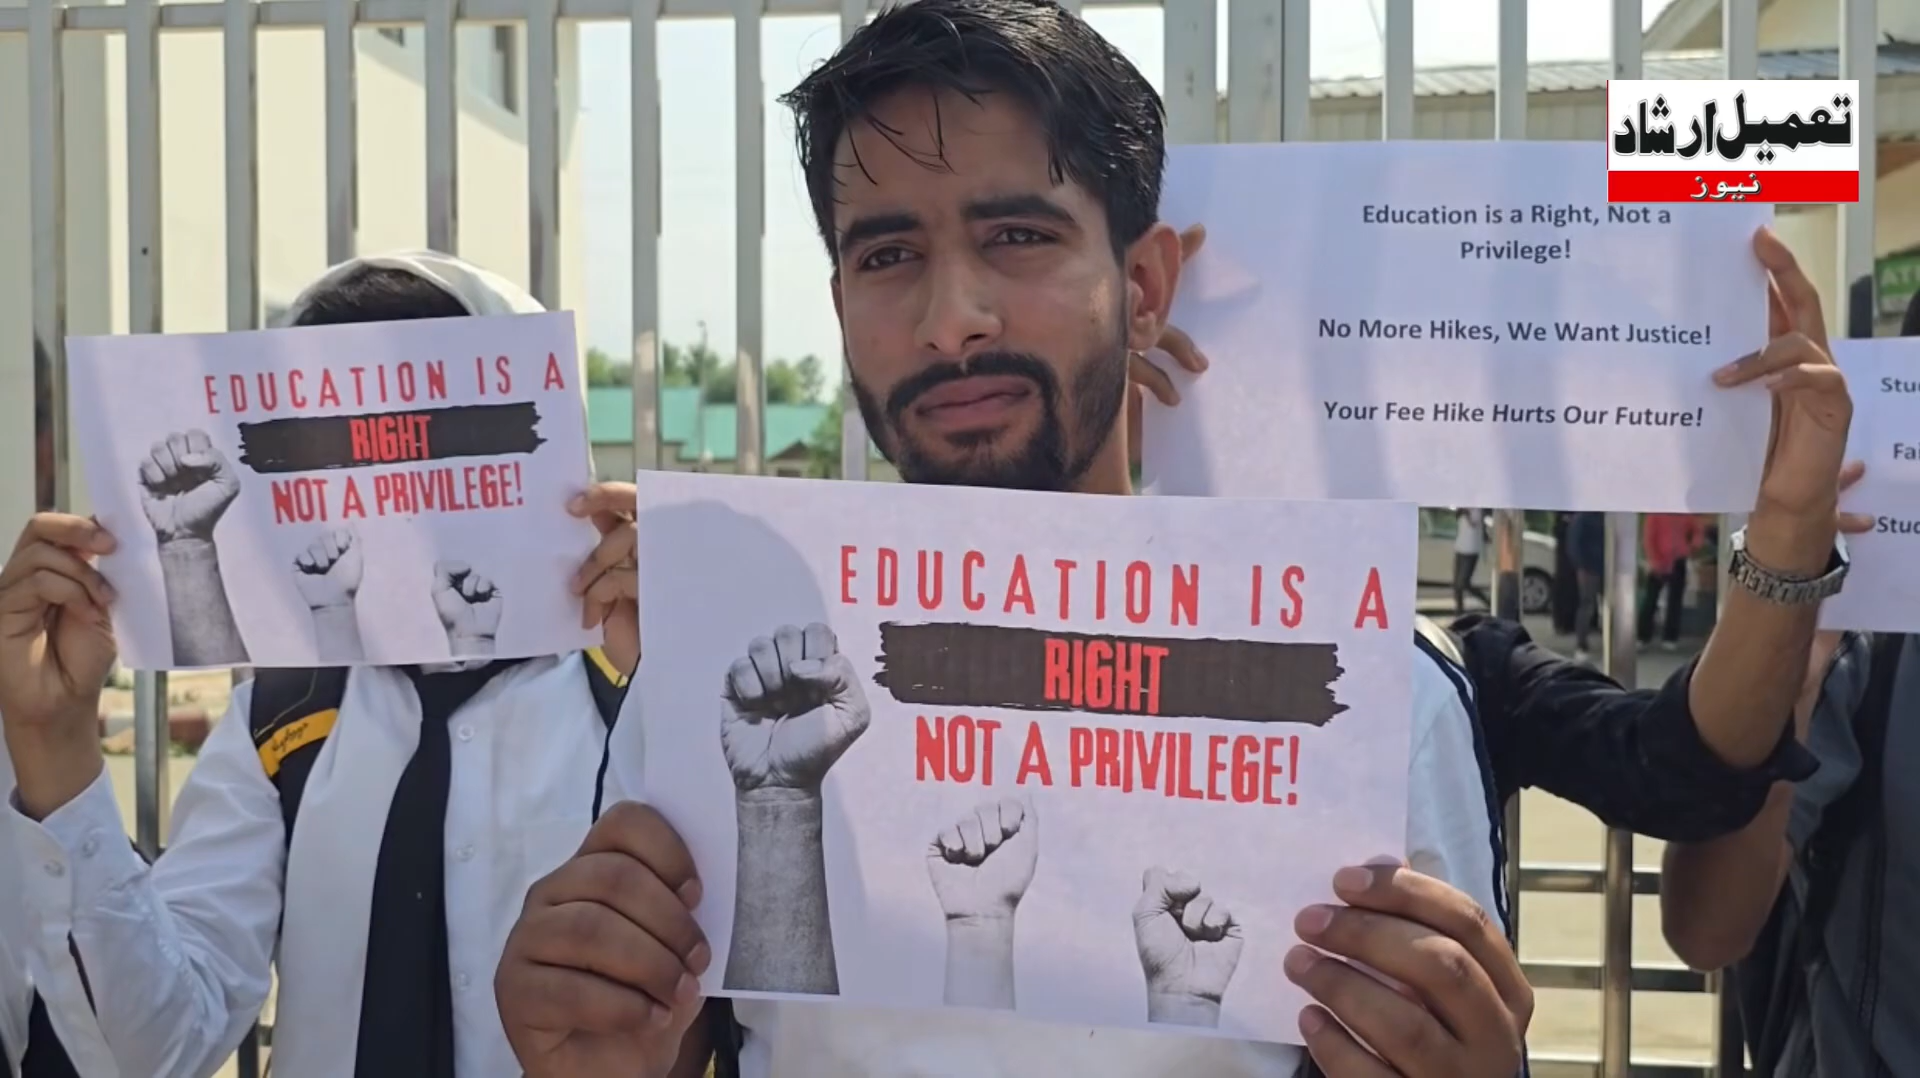 تعمیل ارشاد
نیوز
EDUCATION IS A
RIGHT
NOT A PRIVILEGE!
EDUCATION IS A
RIGHT
NOT A PRIVILEGE!
Education is a Right, Not a
Privilege!
No More Hikes, We Want Justice!
Your Fee Hike Hurts Our Future!